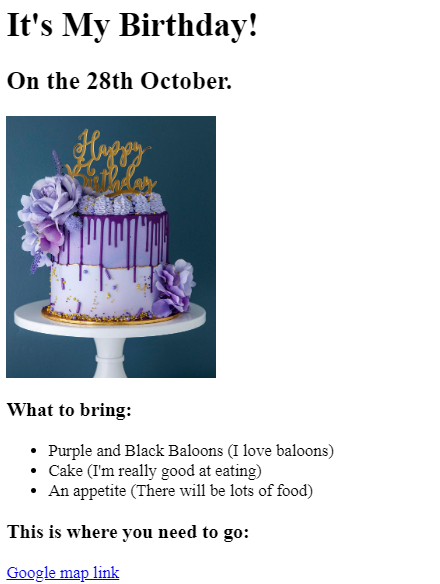 It's My Birthday!
On the 28th October.
Happy
Birthday
What to bring:
Purple and Black Baloons (I love baloons)
Cake (I'm really good at eating)
An appetite (There will be lots of food)
This is where you need to go:
Google map link